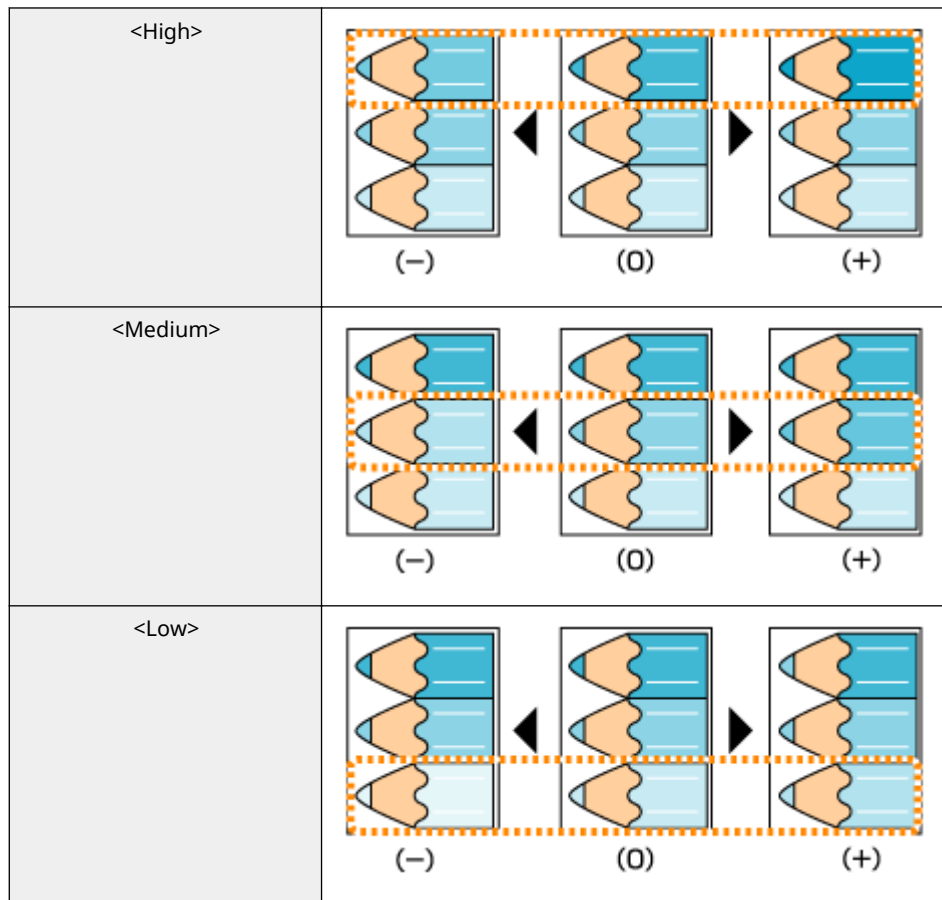 <High>
(−) (0) (+)
<Medium>
(−) (0) (+)
<Low>
(−) (0) (+)